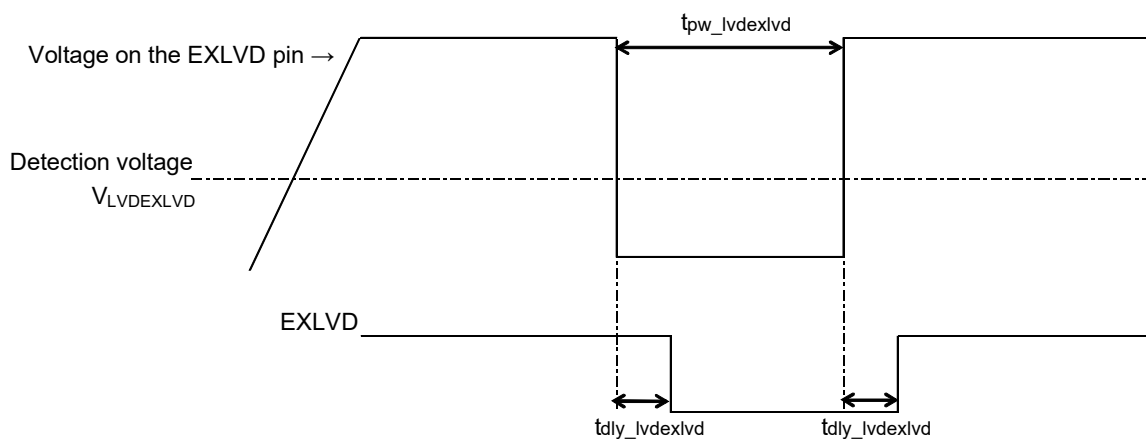 tpw_lvdexlvd
Voltage on the EXLVD pin →
Detection voltage
VLVDEXLVD
EXLVD
tdly_lvdexlvd
tdly_lvdexlvd